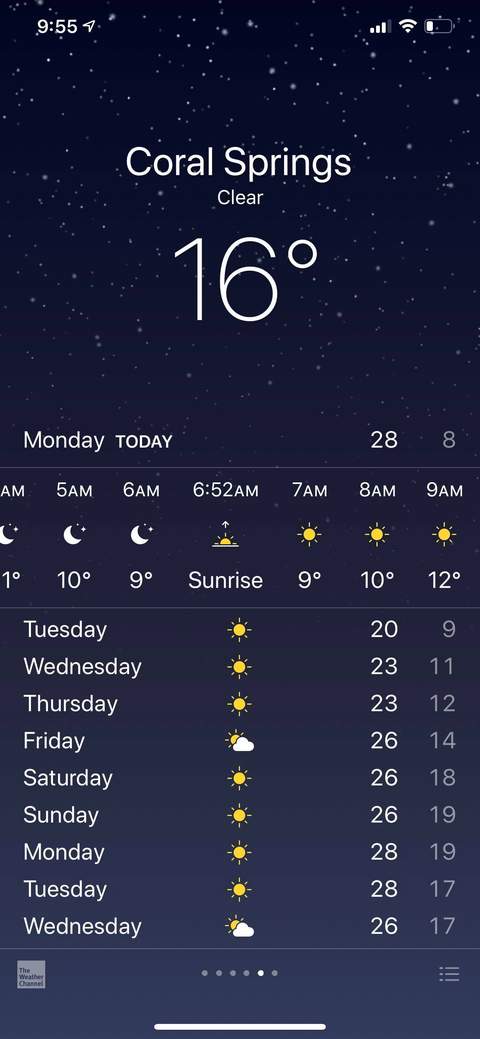 9:55
Coral Springs
Clear
16°
Monday TODAY 28 8
AM 5AM 6AM 6:52AM 7AM 8AM 9AM
1° 10° 9° Sunrise 9° 10° 12°
Tuesday 20 9
Wednesday 23 11
Thursday 23 12
Friday 26 14
Saturday 26 18
Sunday 26 19
Monday 28 19
Tuesday 28 17
Wednesday 26 17
The
Weather
Channel